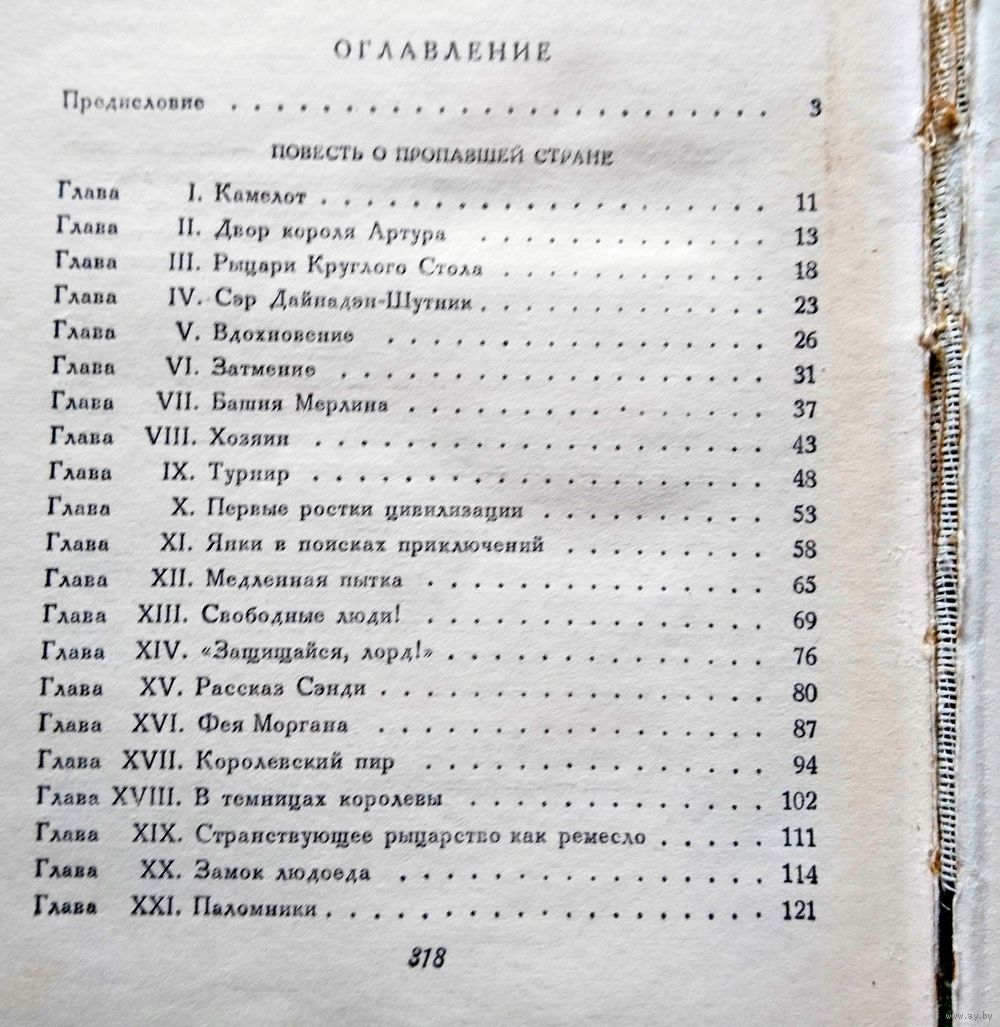 ОГЛАВЛЕНИЕ
Предисловие . . . . . . . . . . . . . . . . . . . . . . . 3
ПОВЕСТЬ О ПРОПАВШЕЙ СТРАНЕ
Глава I. Камелот . . . . . . . . . . . . . . . . . . . 11
Глава II. Двор короля Артура . . . . . . . . . . . . 13
Глава III. Рыцари Круглого Стола . . . . . . . . . . . 18
Глава IV. Сэр Дайнадэн-Шутник . . . . . . . . . . . . 23
Глава V. Вдохновение . . . . . . . . . . . . . . . . 26
Глава VI. Затмение . . . . . . . . . . . . . . . . . . 31
Глава VII. Башня Мерлина . . . . . . . . . . . . . . . 37
Глава VIII. Хозяин . . . . . . . . . . . . . . . . . . . 43
Глава IX. Турнир . . . . . . . . . . . . . . . . . . . 48
Глава X. Первые ростки цивилизации . . . . . . . . . 53
Глава XI. Янки в поисках приключений . . . . . . . . 58
Глава XII. Медленная пытка . . . . . . . . . . . . . . 65
Глава XIII. Свободные люди! . . . . . . . . . . . . . . 69
Глава XIV. «Защищайся, лорд!» . . . . . . . . . . . . . 76
Глава XV. Рассказ Сэнди . . . . . . . . . . . . . . . . 80
Глава XVI. Фея Моргана . . . . . . . . . . . . . . . . 87
Глава XVII. Королевский пир . . . . . . . . . . . . . . 94
Глава XVIII. В темницах королевы . . . . . . . . . . . . 102
Глава XIX. Странствующее рыцарство как ремесло . . . . . 111
Глава XX. Замок людоеда . . . . . . . . . . . . . . . 114
Глава XXI. Паломники . . . . . . . . . . . . . . . . . . 121
318
www.ay.by